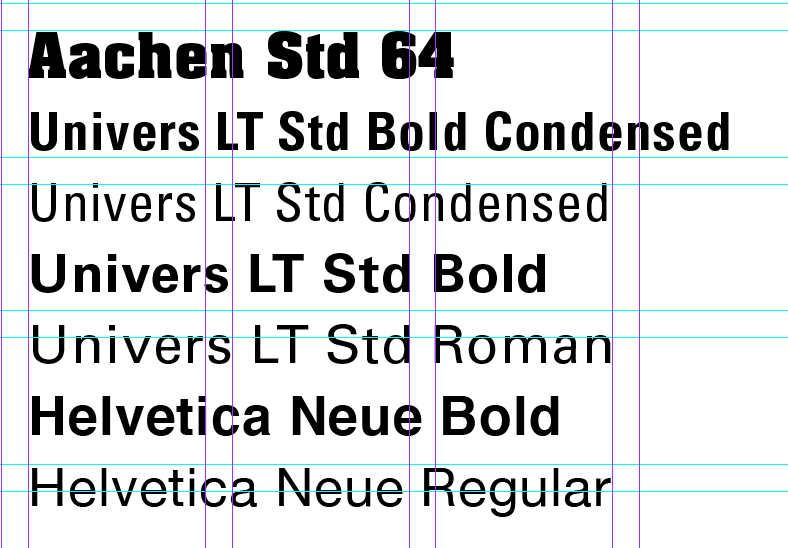 Aachen Std 64
Univers LT Std Bold Condensed
Univers LT Std Condensed
Univers LT Std Bold
Univers LT Std Roman
Helvetica Neue Bold
Helvetica Neue Regular